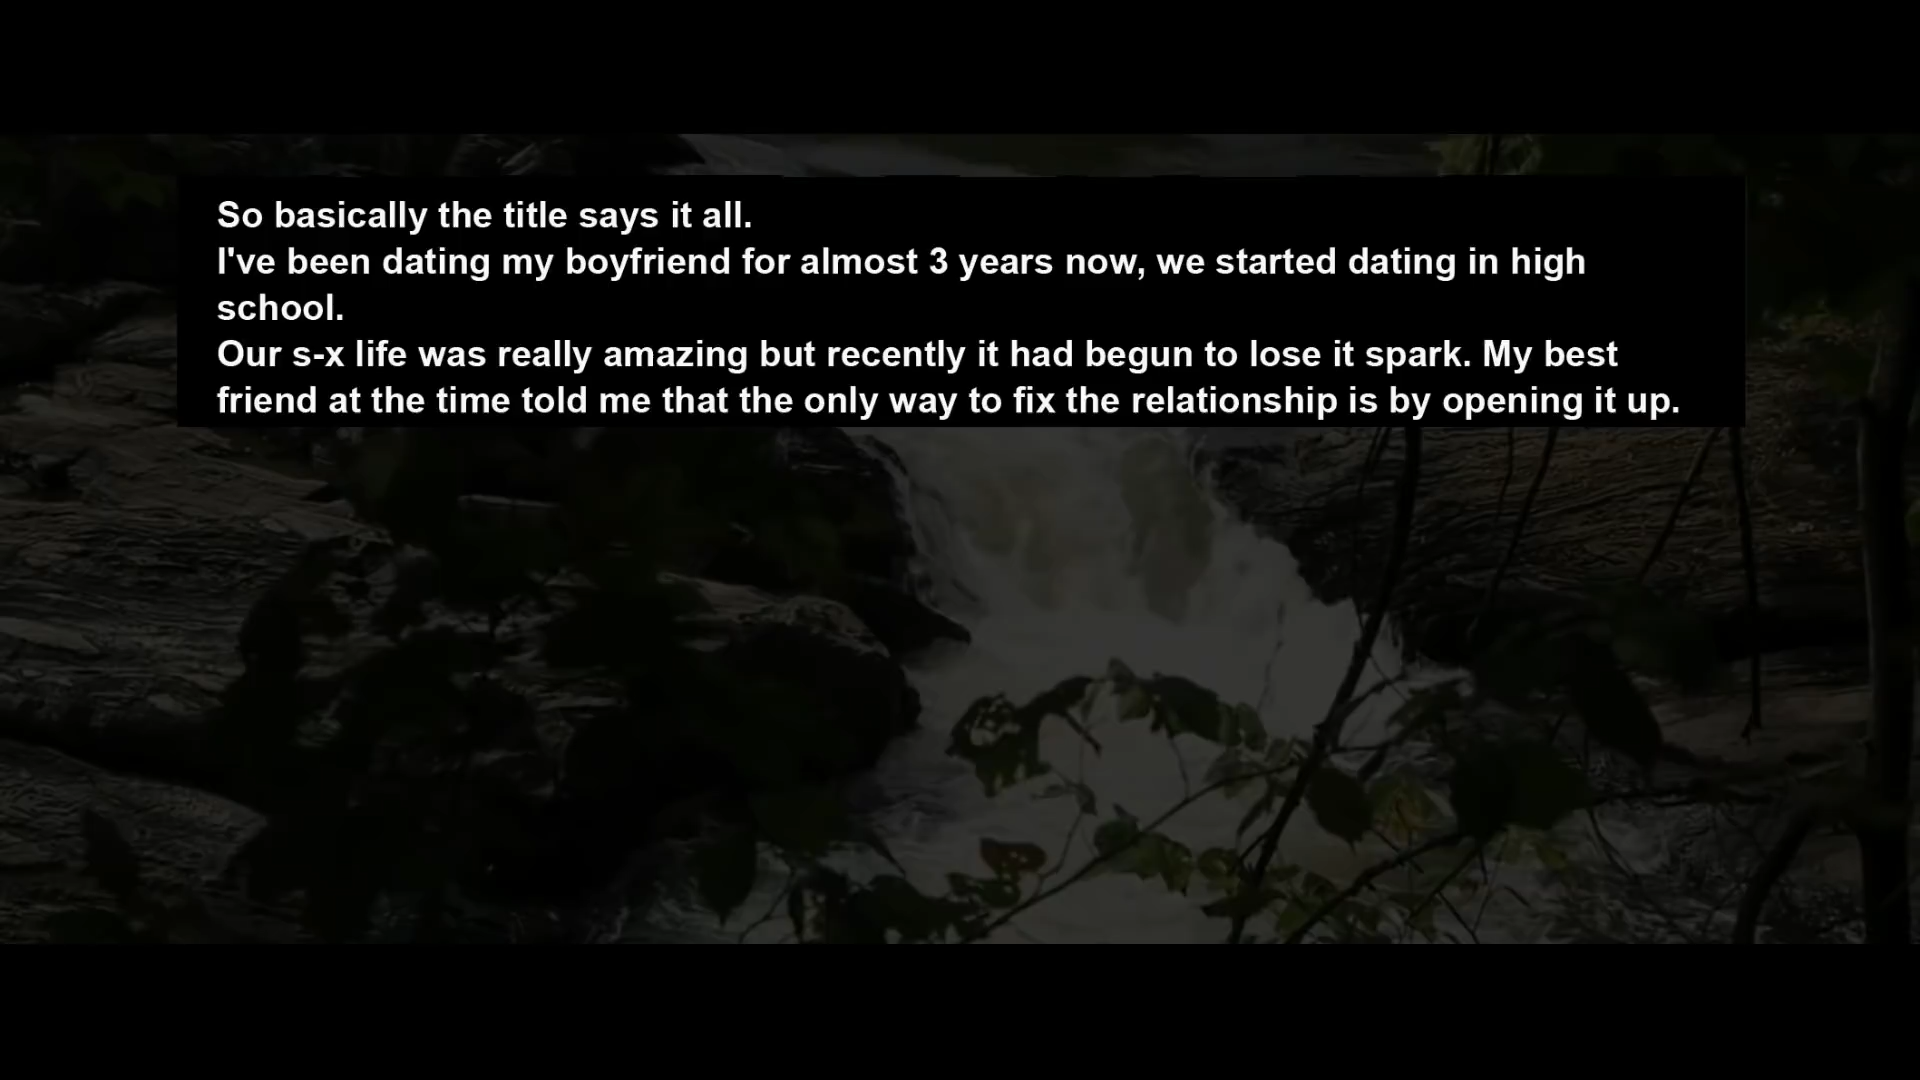 So basically the title says it all.
I've been dating my boyfriend for almost 3 years now, we started dating in high
school.
Our s-x life was really amazing but recently it had begun to lose it spark. My best
friend at the time told me that the only way to fix the relationship is by opening it up.